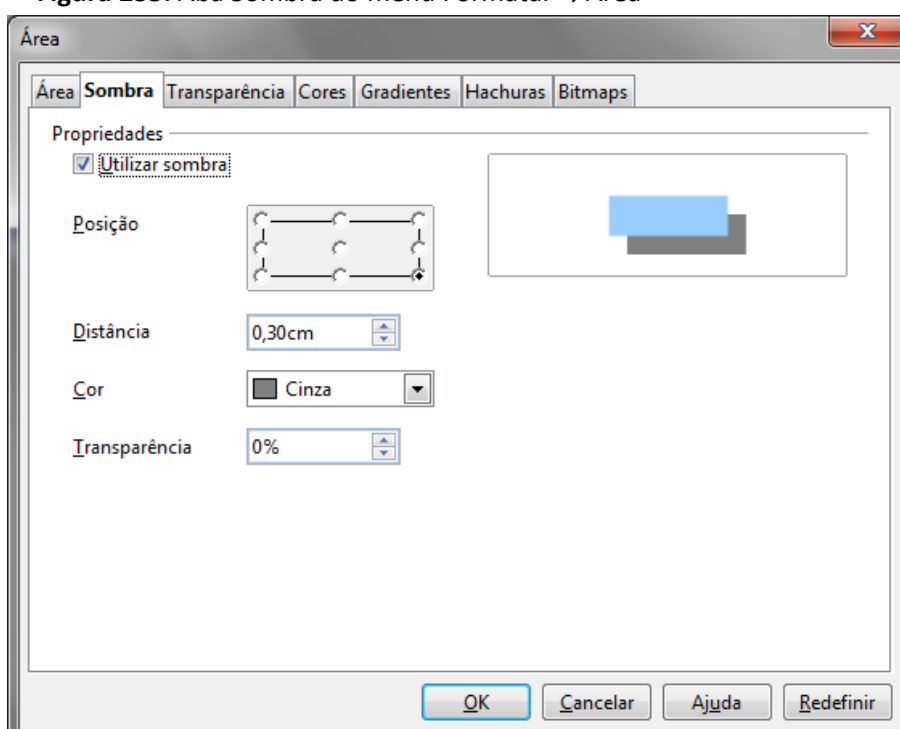 Área
Área Sombra Transparência Cores Gradientes Hachuras Bitmaps
Propriedades
Utilizar sombra
Posição
Distância 0,30cm
Cor Cinza
Transparência 0%
OK Cancelar Ajuda Redefinir